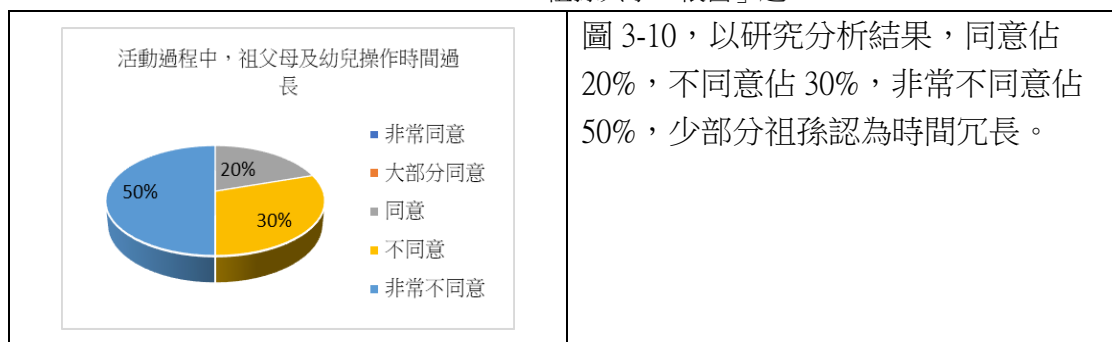 活動過程中，祖父母及幼兒操作時間過
長
非常同意
大部分同意
同意
不同意
非常不同意
50%
20%
30%
圖 3-10，以研究分析結果，同意佔
20%，不同意佔 30%，非常不同意佔
50%，少部分祖孫認為時間冗長。